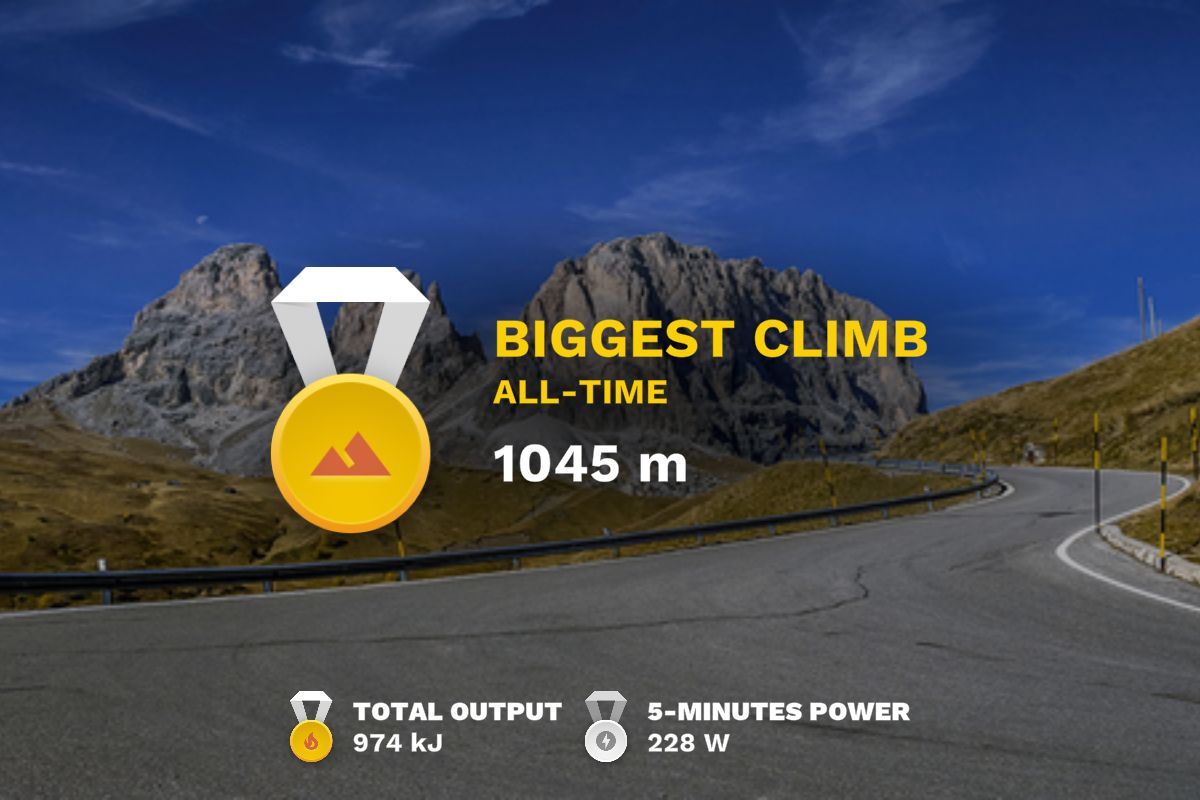 BIGGEST CLIMB
ALL-TIME
1045 m
TOTAL OUTPUT
974 kJ
5-MINUTES POWER
228 W